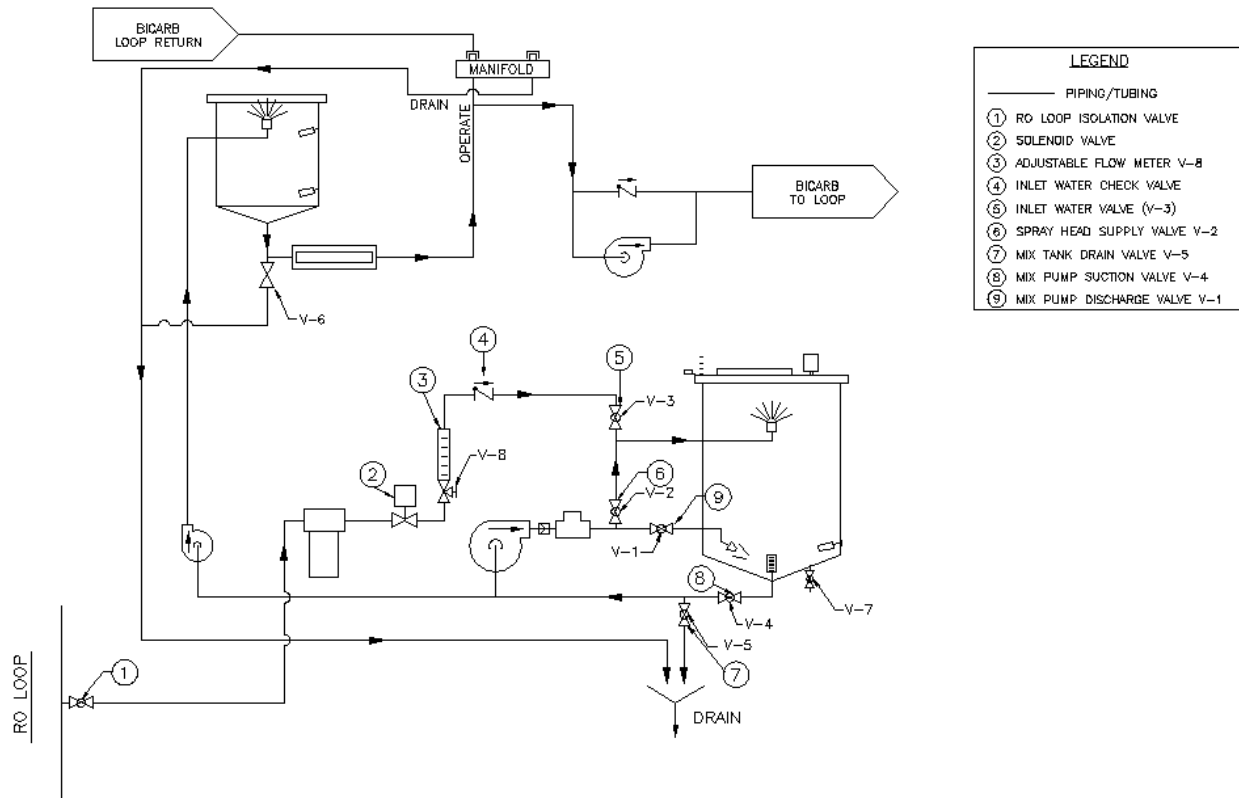 BICARB
LOOP RETURN
MANIFOLD
DRAIN
OPERATE
BICARB
TO LOOP
V-6
LEGEND
PIPING/TUBING
1 RO LOOP ISOLATION VALVE
2 SOLENOID VALVE
3 ADJUSTABLE FLOW METER V-8
4 INLET WATER CHECK VALVE
5 INLET WATER VALVE (V-3)
6 SPRAY HEAD SUPPLY VALVE V-2
7 MIX TANK DRAIN VALVE V-5
8 MIX PUMP SUCTION VALVE V-4
9 MIX PUMP DISCHARGE VALVE V-1
4
5
3
V-3
V-8
2
6
V-2
9
V-1
8
V-4
V-7
V-5
7
1
RO LOOP
DRAIN